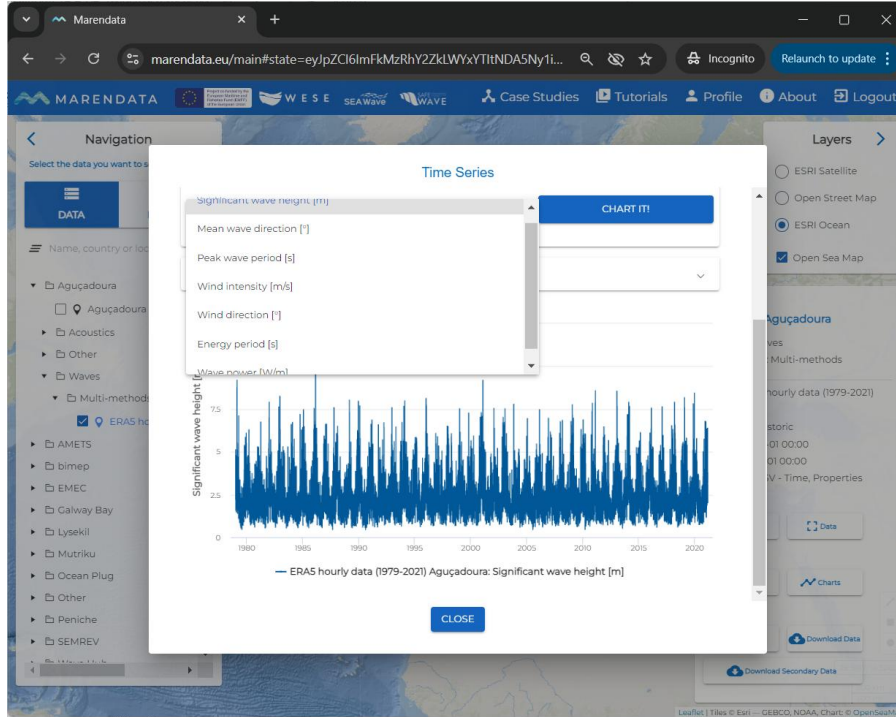 Marendata
marendata.eu/main#state=eyJpZCI6ImFkMzRhY2ZkLWYxYTItNDA5Ny1i...
Incognito
Relaunch to update
MARENDATA
WESE
SEAWave
SAFE WAVE
Case Studies
Tutorials
Profile
About
Logout
Navigation
Select the data you want to s
DATA
Name, country or loc
Aguçadoura
Aguçadoura
Acoustics
Other
Waves
Multi-methods
ERA5 ho
AMETS
bimep
EMEC
Galway Bay
Lysekil
Mutriku
Ocean Plug
Other
Peniche
SEMREV
Wave Hub
Time Series
Significant wave height [m]
Mean wave direction [°]
Peak wave period [s]
Wind intensity [m/s]
Wind direction [°]
Energy period [s]
Wave power [W/m]
CHART IT!
Significant wave height [m]
7.5
5
2.5
0
1980 1985 1990 1995 2000 2005 2010 2015 2020
ERA5 hourly data (1979-2021) Aguçadoura: Significant wave height [m]
CLOSE
Layers
ESRI Satellite
Open Street Map
ESRI Ocean
Open Sea Map
Aguçadoura
ves
Multi-methods
hourly data (1979-2021)
storic
-01 00:00
01 00:00
V - Time, Properties
Data
Charts
Download Data
Download Secondary Data
Leaflet | Tiles © Esri — GEBCO, NOAA, Chart: © OpenSeaM